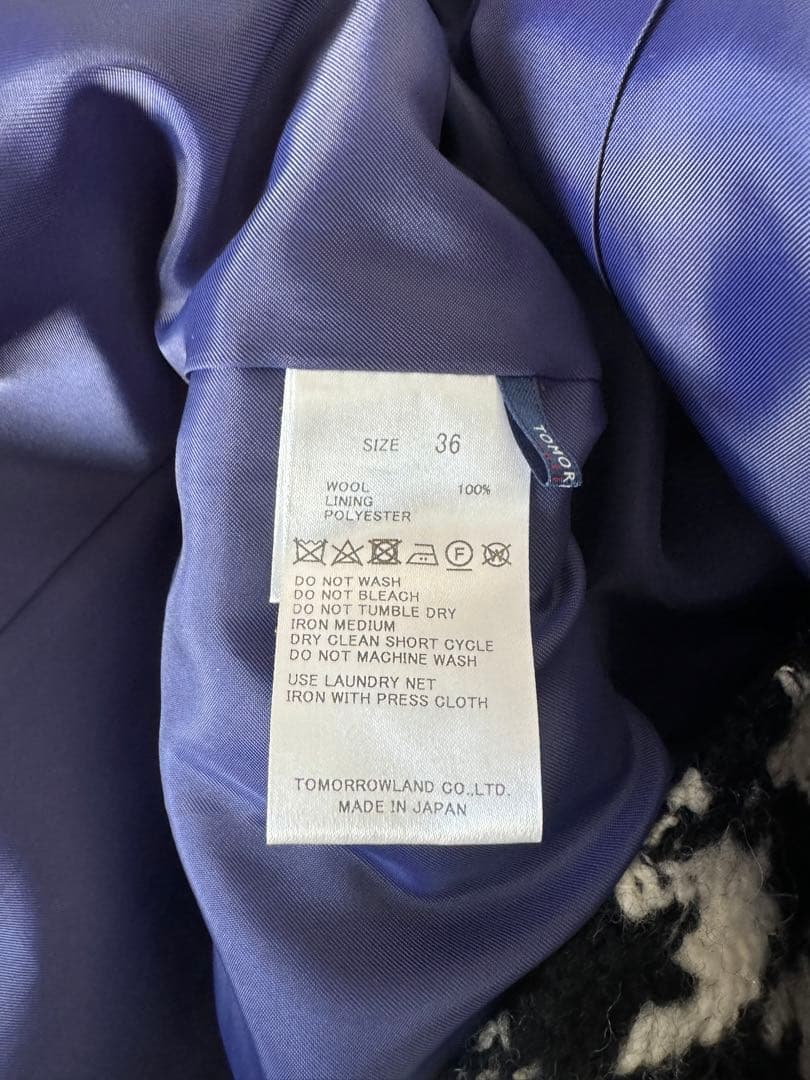 SIZE 36
TOMOR
WOOL 100%
LINING
POLYESTER
F W
DO NOT WASH
DO NOT BLEACH
DO NOT TUMBLE DRY
IRON MEDIUM
DRY CLEAN SHORT CYCLE
DO NOT MACHINE WASH
USE LAUNDRY NET
IRON WITH PRESS CLOTH
TOMORROWLAND CO.,LTD.
MADE IN JAPAN